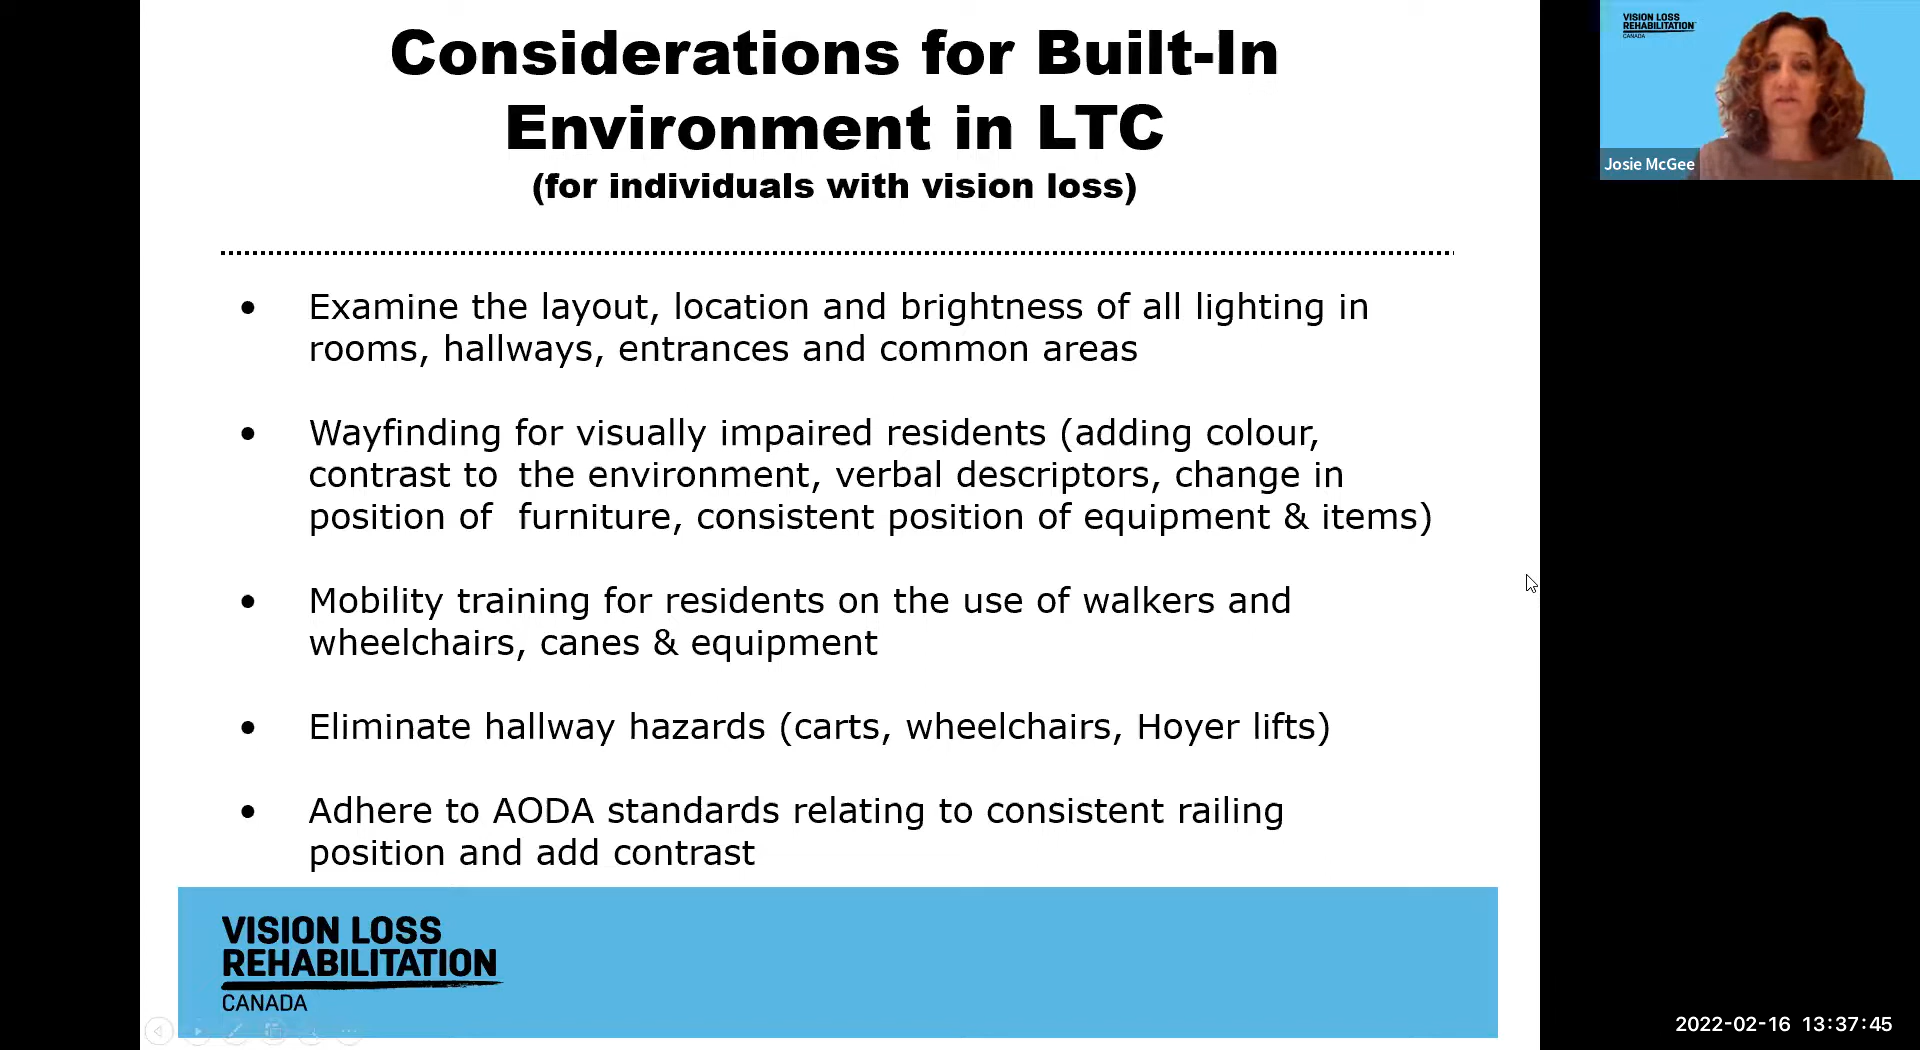 Considerations for Built-In
Environment in LTC
(for individuals with vision loss)
• Examine the layout, location and brightness of all lighting in
rooms, hallways, entrances and common areas
• Wayfinding for visually impaired residents (adding colour,
contrast to the environment, verbal descriptors, change in
position of furniture, consistent position of equipment & items)
• Mobility training for residents on the use of walkers and
wheelchairs, canes & equipment
• Eliminate hallway hazards (carts, wheelchairs, Hoyer lifts)
• Adhere to AODA standards relating to consistent railing
position and add contrast
VISION LOSS
REHABILITATION
CANADA
VISION LOSS
REHABILITATION
CANADA
Josie McGee
2022-02-16 13:37:45